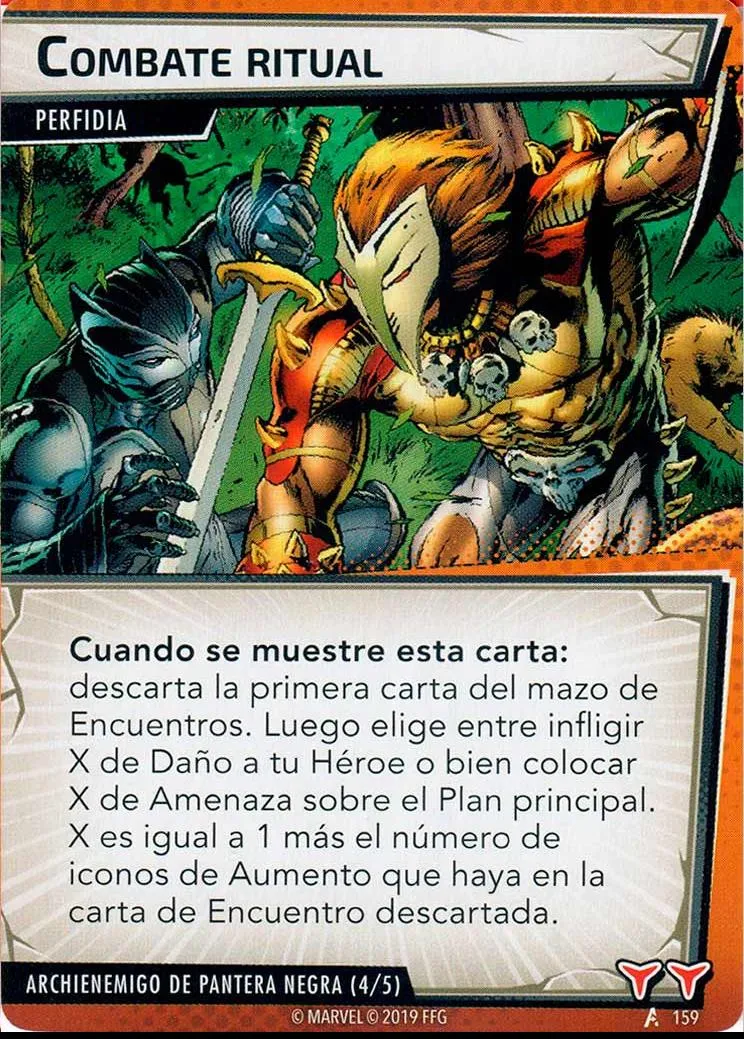 COMBATE RITUAL
PERFIDIA
Cuando se muestre esta carta:
descarta la primera carta del mazo de
Encuentros. Luego elige entre infligir
X de Daño a tu Héroe o bien colocar
X de Amenaza sobre el Plan principal.
X es igual a 1 más el número de
iconos de Aumento que haya en la
carta de Encuentro descartada.
ARCHIENEMIGO DE PANTERA NEGRA (4/5)
© MARVEL © 2019 FFG
159